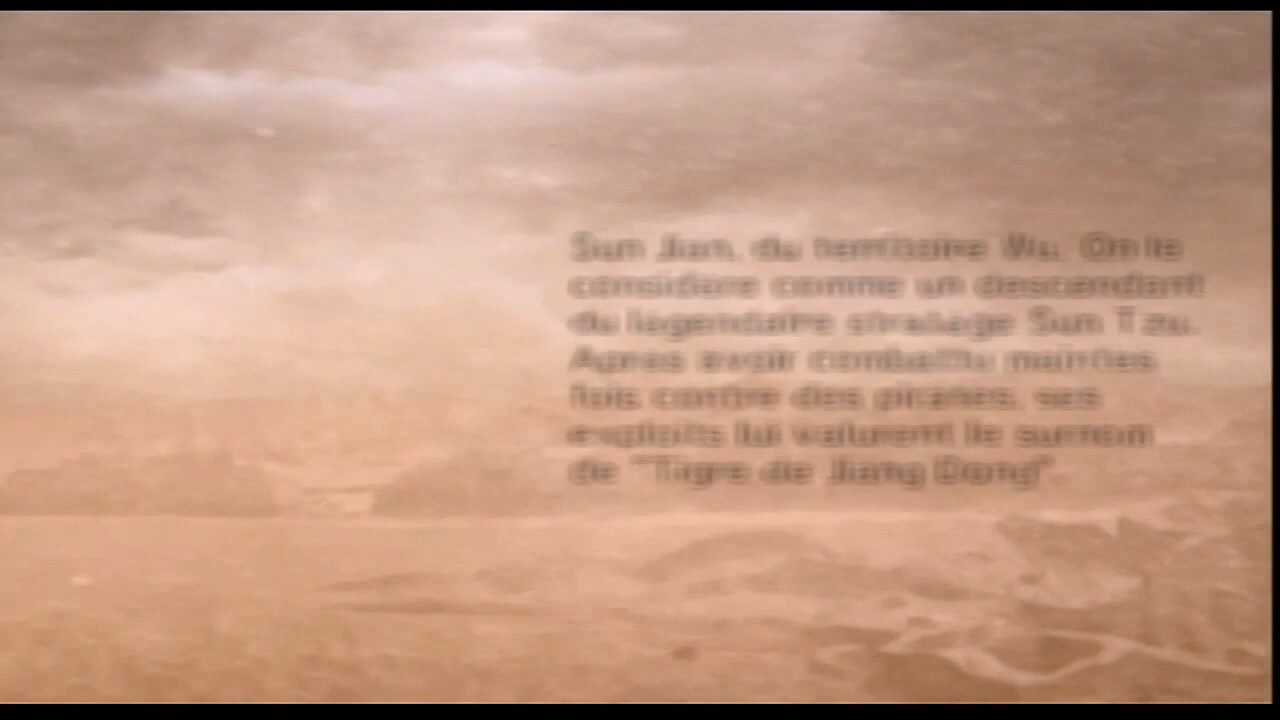 Sun Jian, du territoire Wu. On le
considère comme un descendant
du légendaire stratège Sun Tzu.
Après avoir combattu maintes
fois contre des pirates, ses
exploits lui valurent le surnom
de "Tigre de Jiang Dong".